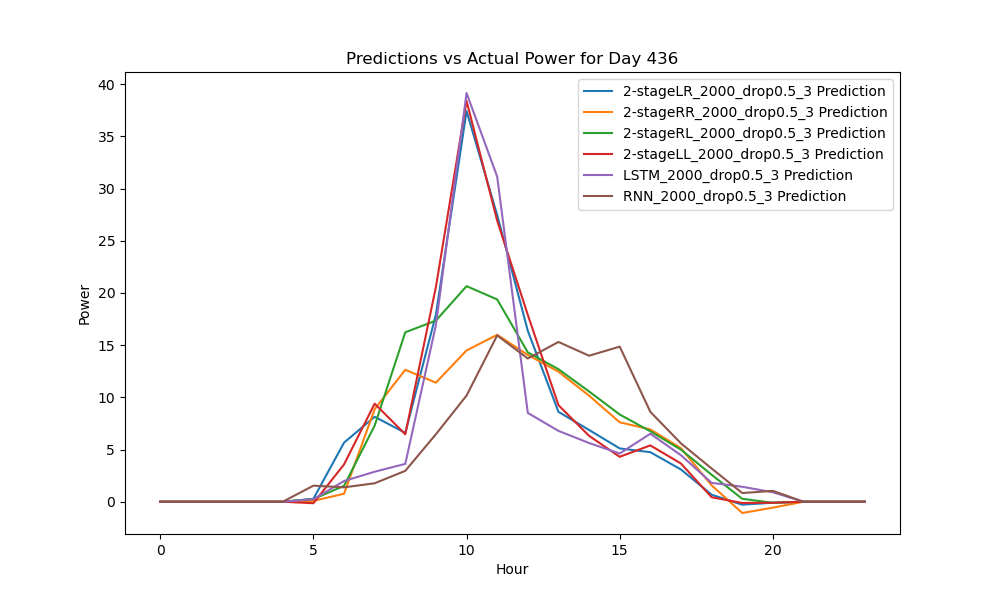 Predictions vs Actual Power for Day 436
2-stageLR_2000_drop0.5_3 Prediction
2-stageRR_2000_drop0.5_3 Prediction
2-stageRL_2000_drop0.5_3 Prediction
2-stageLL_2000_drop0.5_3 Prediction
LSTM_2000_drop0.5_3 Prediction
RNN_2000_drop0.5_3 Prediction
40
35
30
25
20
15
10
5
0
Power
0 5 10 15 20
Hour